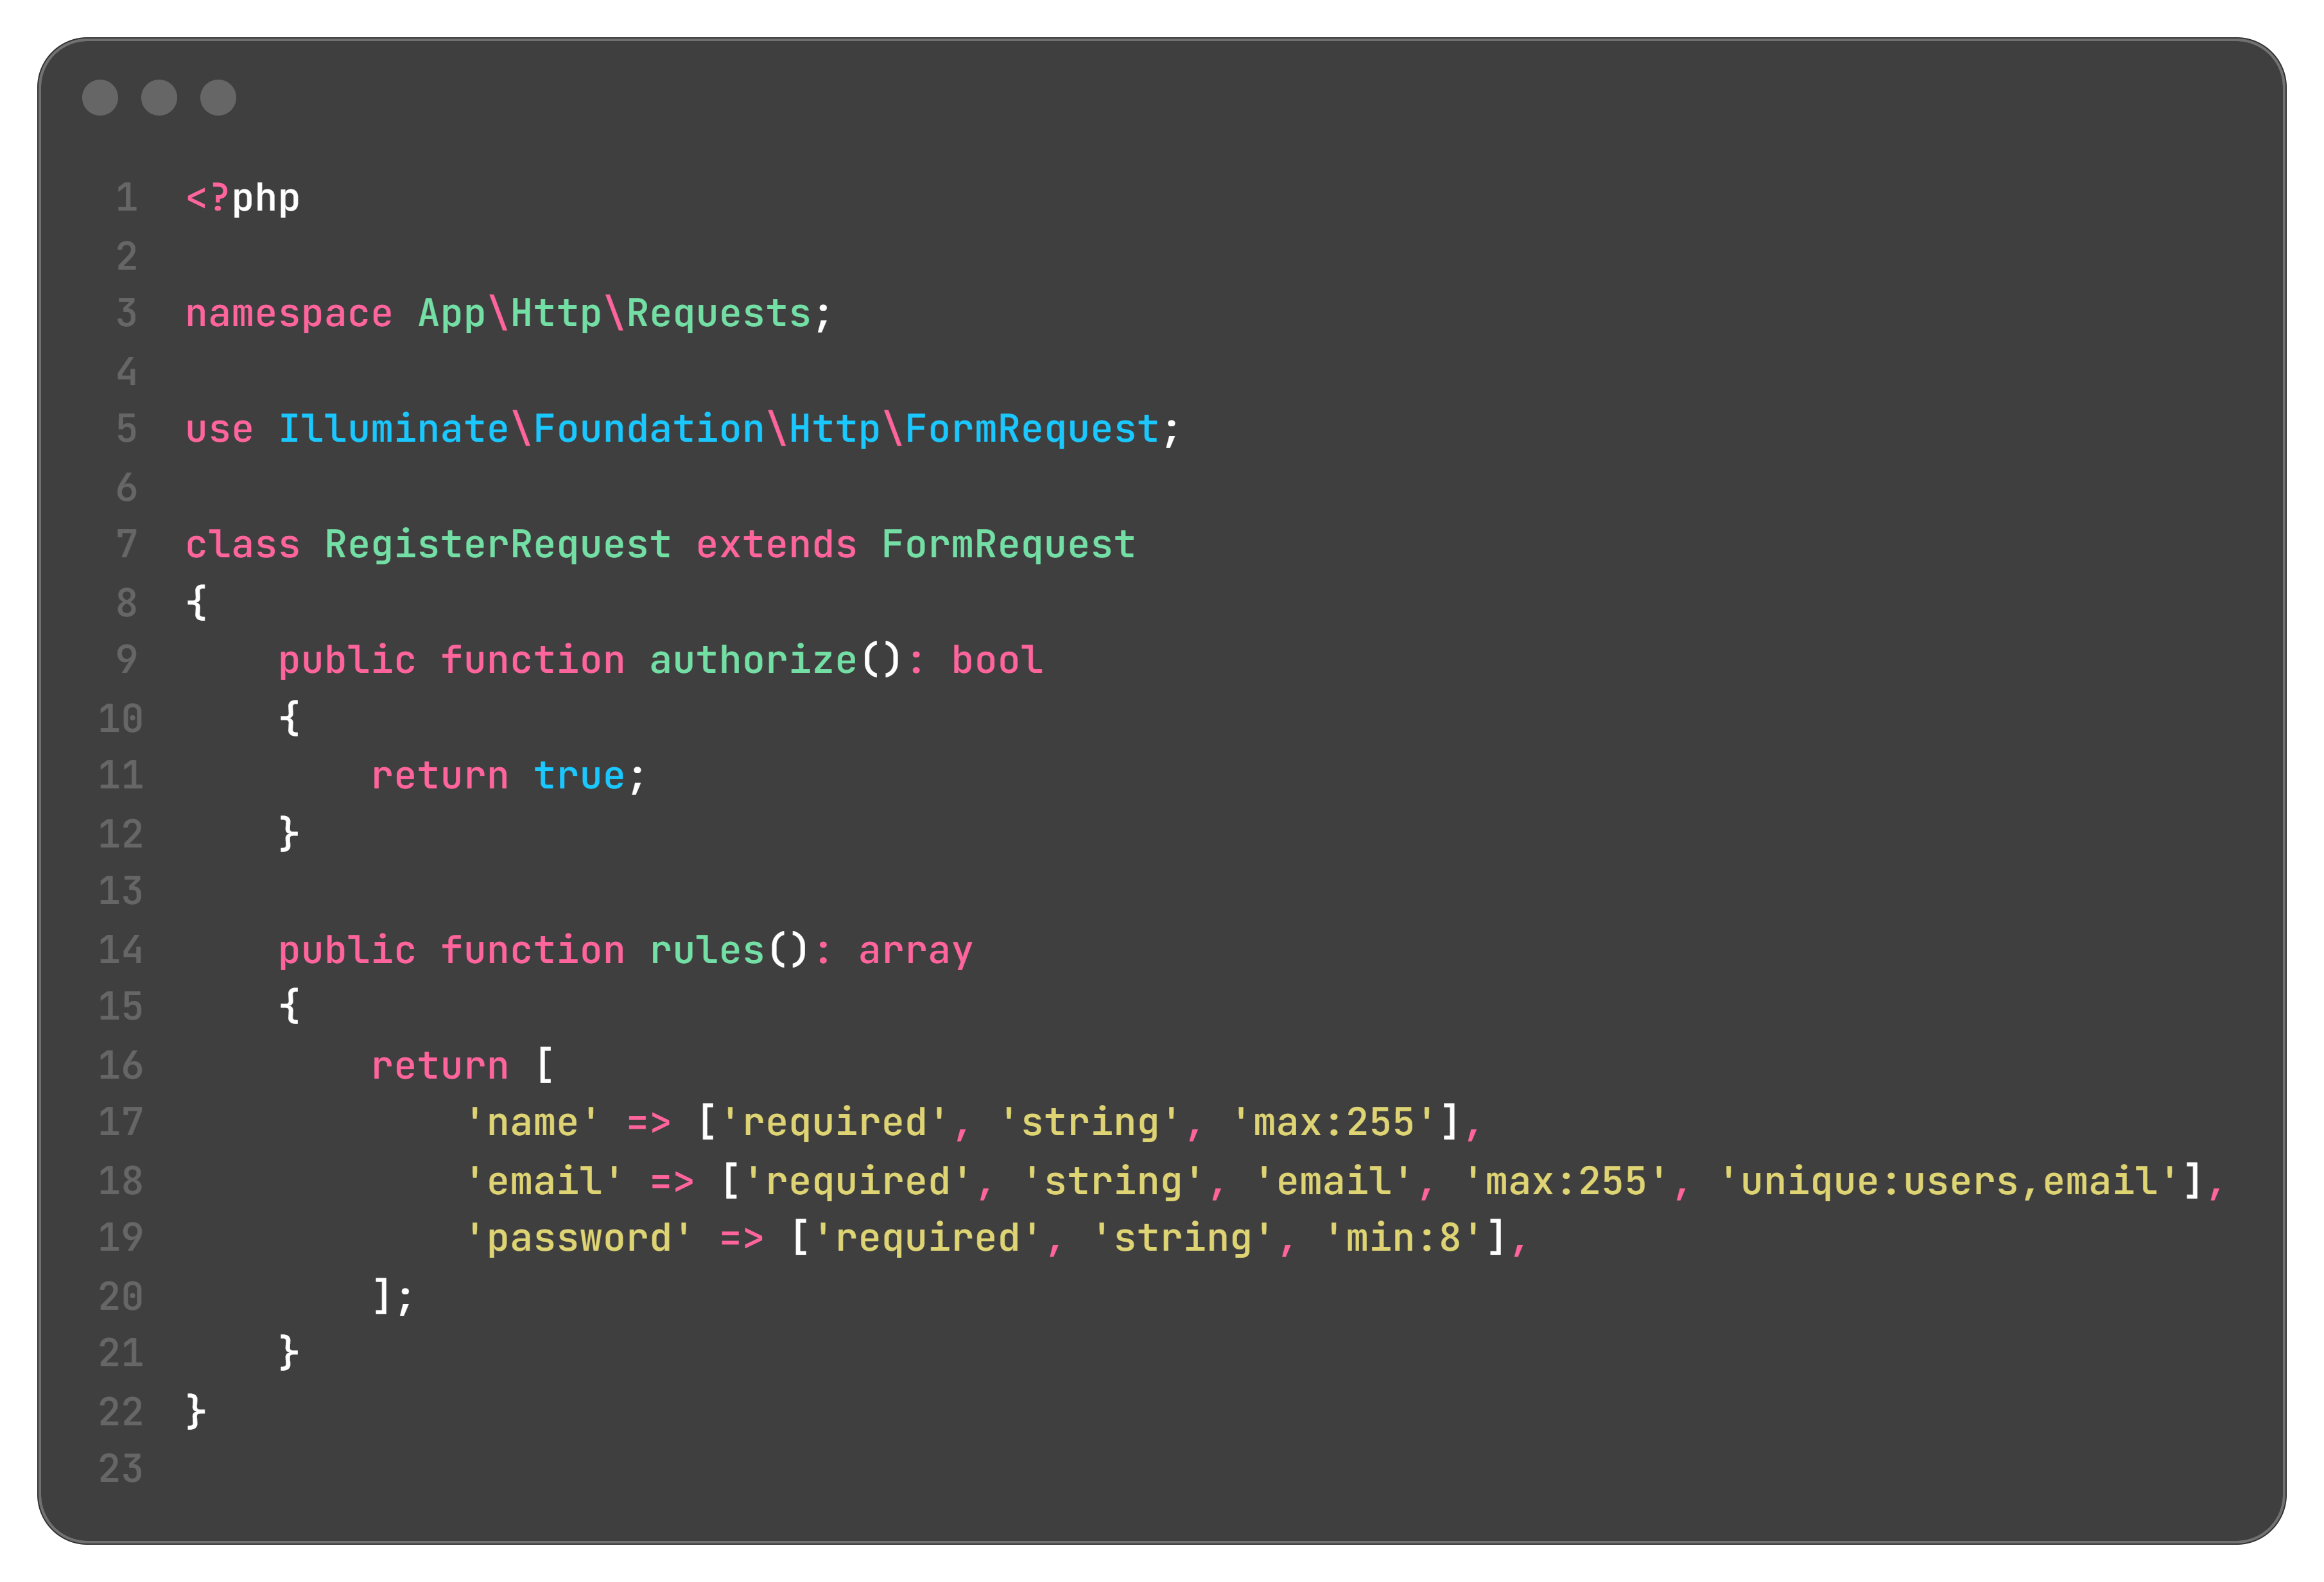 1 <?php
2
3 namespace App\Http\Requests;
4
5 use Illuminate\Foundation\Http\FormRequest;
6
7 class RegisterRequest extends FormRequest
8 {
9     public function authorize(): bool
10     {
11         return true;
12     }
13
14     public function rules(): array
15     {
16         return [
17             'name' => ['required', 'string', 'max:255'],
18             'email' => ['required', 'string', 'email', 'max:255', 'unique:users,email'],
19             'password' => ['required', 'string', 'min:8'],
20         ];
21     }
22 }
23